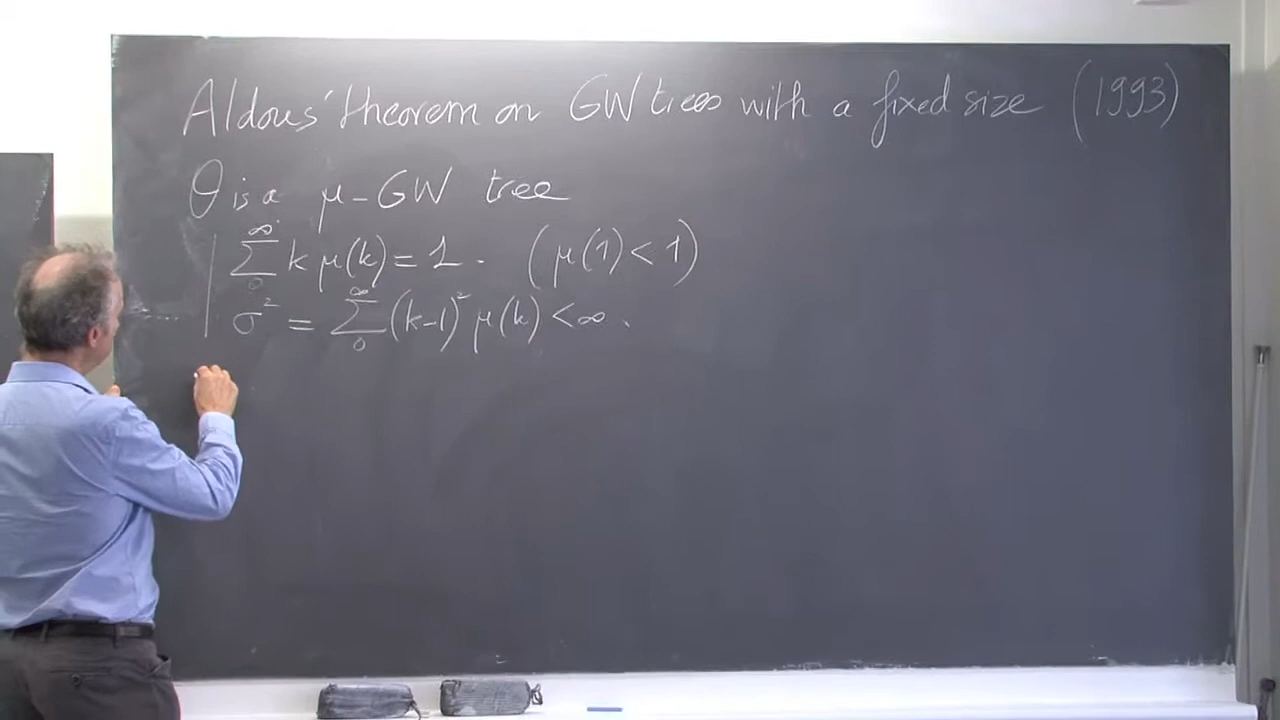 Aldous' theorem on GW trees with a fixed size (1993)
θ is a μ-GW tree
∞ ∑ 0 k μ(k) = 1. (μ(1) < 1)
σ² = ∞ ∑ 0 (k-1)² μ(k) < ∞.